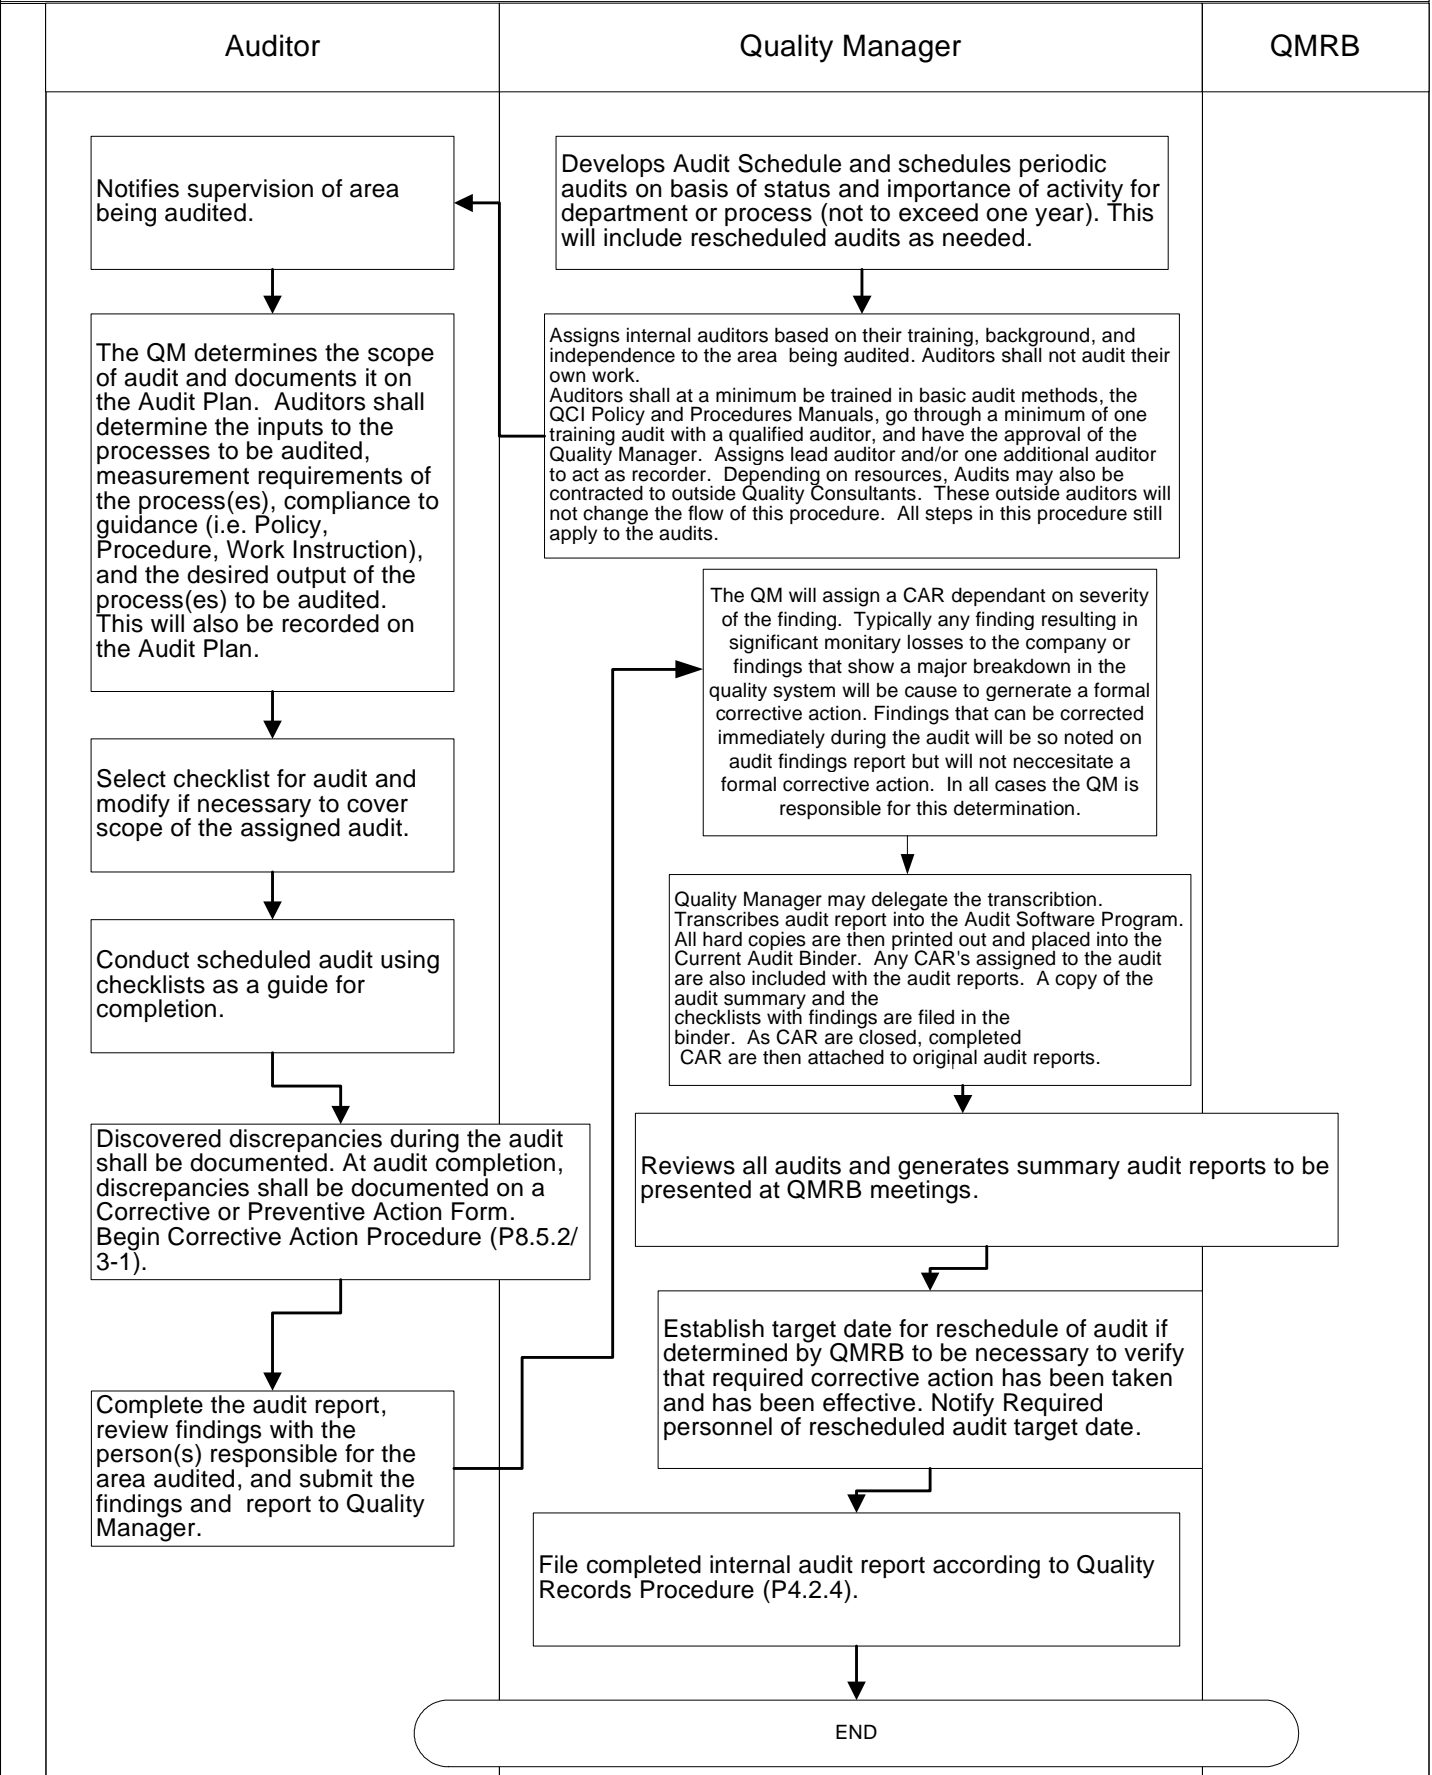 Auditor
Quality Manager
QMRB
Develops Audit Schedule and schedules periodic
audits on basis of status and importance of activity for
department or process (not to exceed one year). This
will include rescheduled audits as needed.
Assigns internal auditors based on their training, background, and
independence to the area  being audited. Auditors shall not audit their
own work.
Auditors shall at a minimum be trained in basic audit methods, the
QCI Policy and Procedures Manuals, go through a minimum of one
training audit with a qualified auditor, and have the approval of the
Quality Manager.  Assigns lead auditor and/or one additional auditor
to act as recorder.  Depending on resources, Audits may also be
contracted to outside Quality Consultants.  These outside auditors will
not change the flow of this procedure.  All steps in this procedure still
apply to the audits.
Notifies supervision of area
being audited.
The QM determines the scope
of audit and documents it on
the Audit Plan.  Auditors shall
determine the inputs to the
processes to be audited,
measurement requirements of
the process(es), compliance to
guidance (i.e. Policy,
Procedure, Work Instruction),
and the desired output of the
process(es) to be audited.
This will also be recorded on
the Audit Plan.
Select checklist for audit and
modify if necessary to cover
scope of the assigned audit.
Conduct scheduled audit using
checklists as a guide for
completion.
Discovered discrepancies during the audit
shall be documented. At audit completion,
discrepancies shall be documented on a
Corrective or Preventive Action Form.
Begin Corrective Action Procedure (P8.5.2/
3-1).
Complete the audit report,
review findings with the
person(s) responsible for the
area audited, and submit the
findings and  report to Quality
Manager.
The QM will assign a CAR dependant on severity
of the finding.  Typically any finding resulting in
significant monitary losses to the company or
findings that show a major breakdown in the
quality system will be cause to gernerate a formal
corrective action. Findings that can be corrected
immediately during the audit will be so noted on
audit findings report but will not neccesitate a
formal corrective action.  In all cases the QM is
responsible for this determination.
Quality Manager may delegate the transcribtion.
Transcribes audit report into the Audit Software Program.
All hard copies are then printed out and placed into the
Current Audit Binder.  Any CAR's assigned to the audit
are also included with the audit reports.  A copy of the
audit summary and the
checklists with findings are filed in the
binder.  As CAR are closed, completed
CAR are then attached to original audit reports.
Reviews all audits and generates summary audit reports to be
presented at QMRB meetings.
Establish target date for reschedule of audit if
determined by QMRB to be necessary to verify
that required corrective action has been taken
and has been effective. Notify Required
personnel of rescheduled audit target date.
File completed internal audit report according to Quality
Records Procedure (P4.2.4).
END